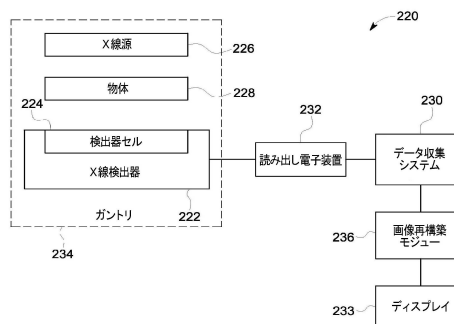 220
X線源
226
物体
228
224
検出器セル
X線検出器
222
ガントリ
234
232
読み出し電子装置
230
データ収集
システム
236
画像再構築
モジュー
233
ディスプレイ